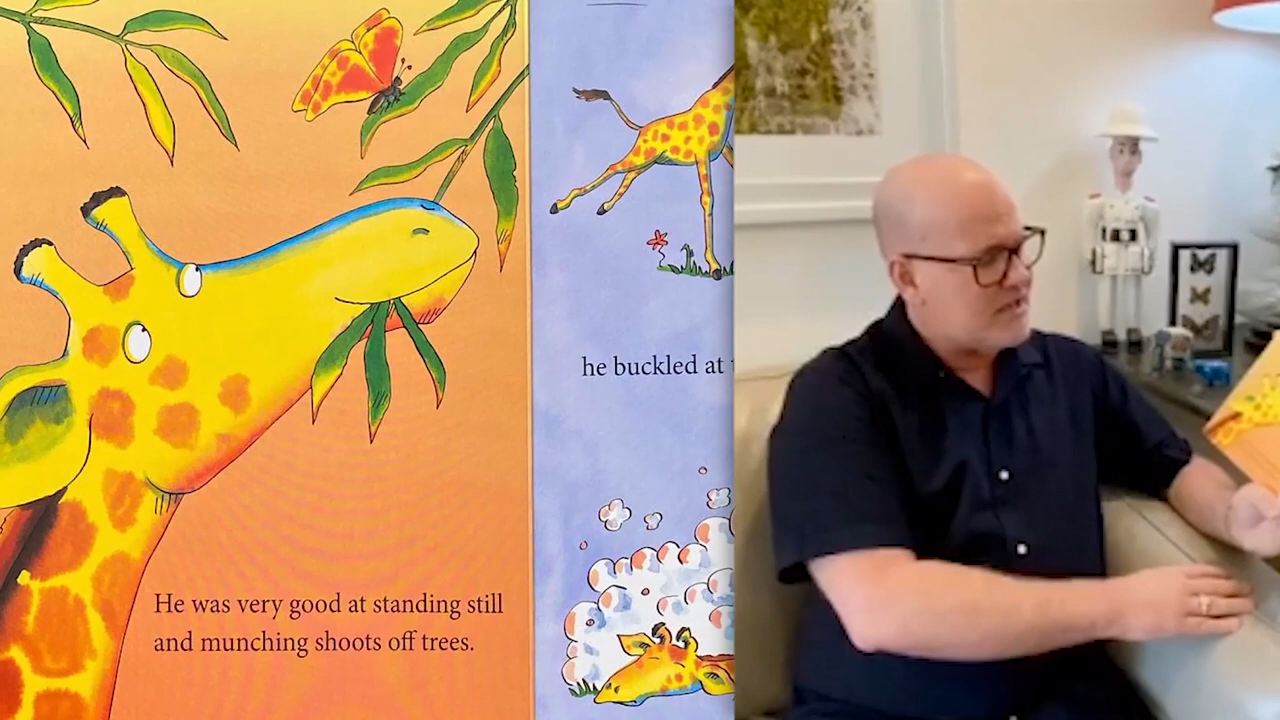 He was very good at standing still
and munching shoots off trees.
he buckled at